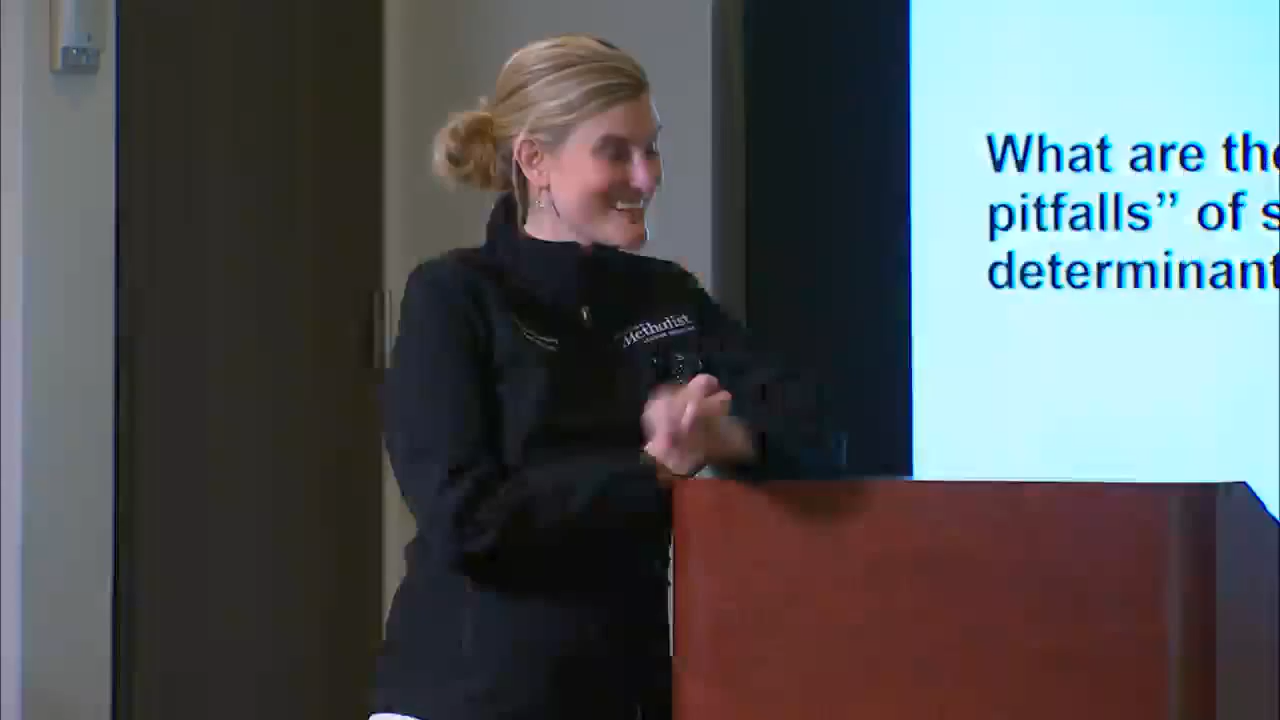 What are the
pitfalls” of s
determinant
Methodist